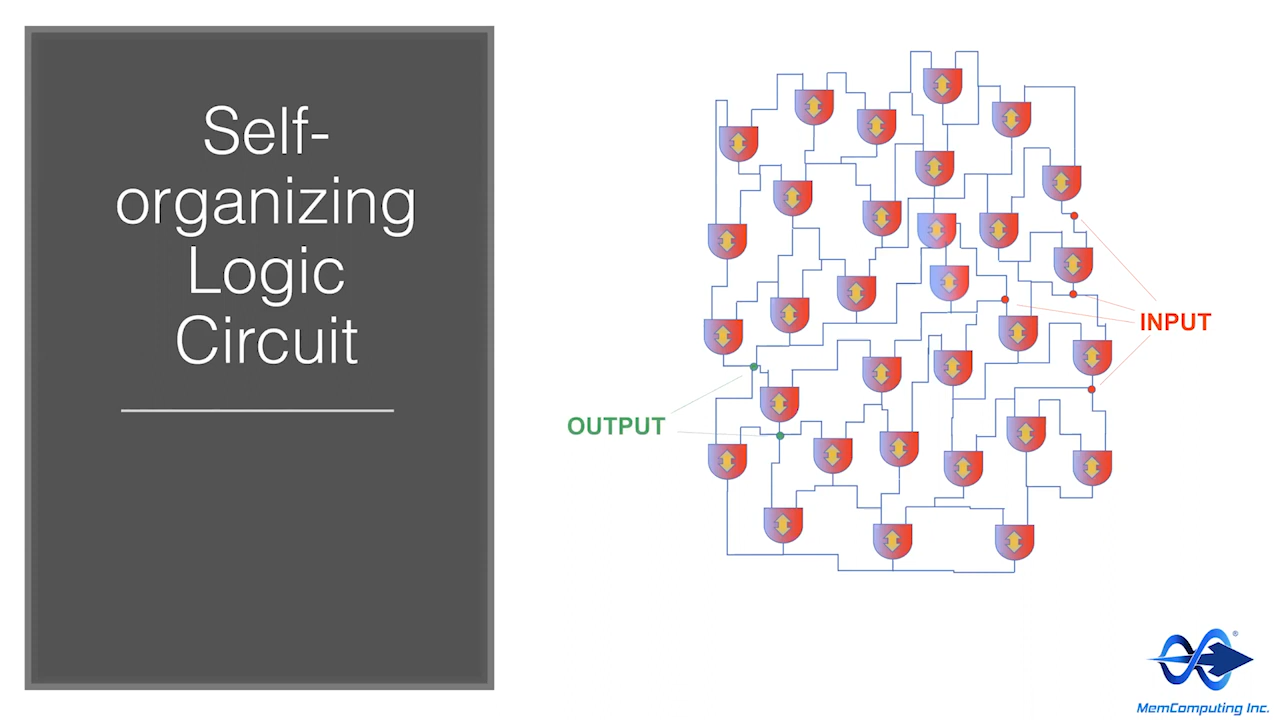 Self-
organizing
Logic
Circuit
INPUT
OUTPUT
®
MemComputing Inc.